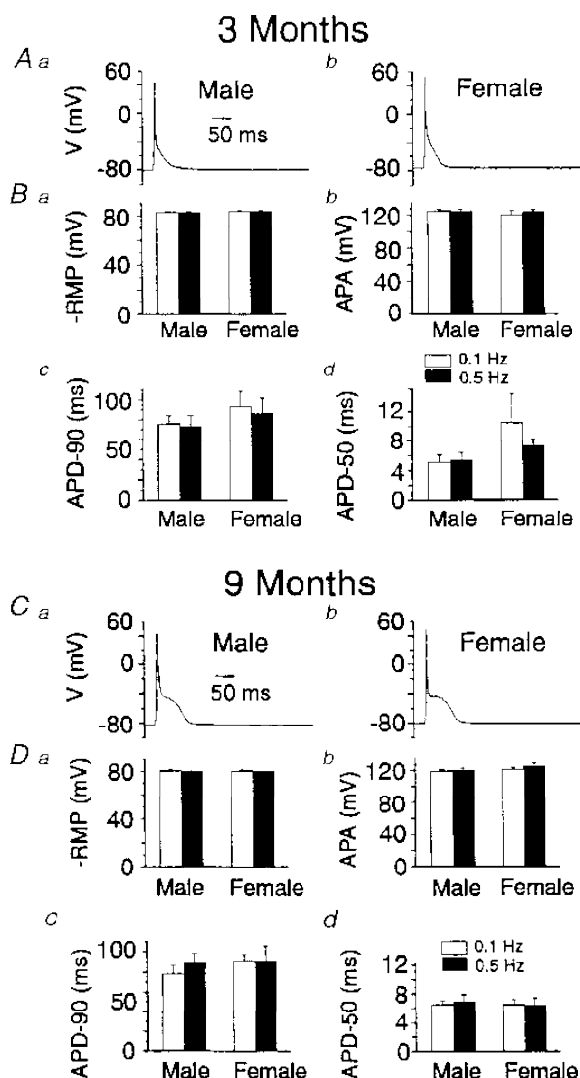 3 Months
A a
V (mV)
60
0
-80
Male
50 ms
b
60
0
-80
Female
B a
-RMP (mV)
80
40
0
Male Female
b
APA (mV)
120
80
40
0
Male Female
c
APD-90 (ms)
100
50
0
Male Female
d
0.1 Hz
0.5 Hz
APD-50 (ms)
12
8
4
0
Male Female
9 Months
C a
V (mV)
60
0
-80
Male
50 ms
b
60
0
-80
Female
D a
-RMP (mV)
80
40
0
Male Female
b
APA (mV)
120
80
40
0
Male Female
c
APD-90 (ms)
100
50
0
Male Female
d
0.1 Hz
0.5 Hz
APD-50 (ms)
12
8
4
0
Male Female